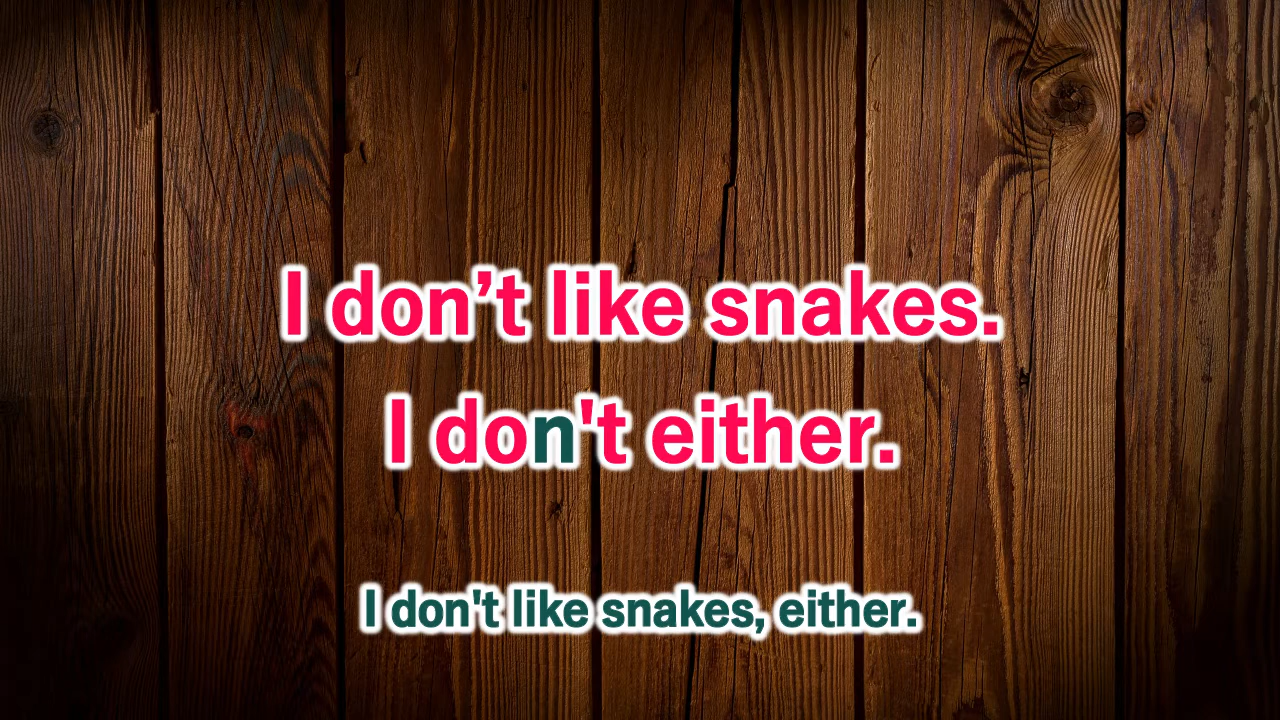 I don’t like snakes.
I don't either.
I don't like snakes, either.